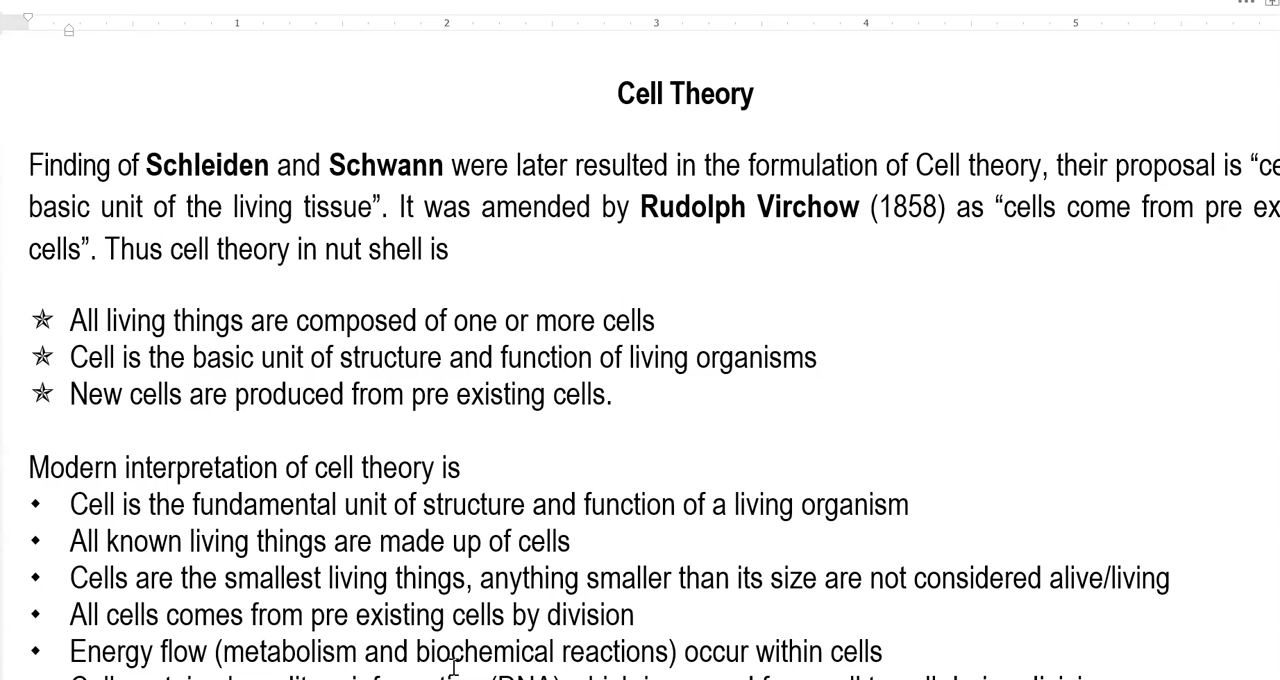 1 2 3 4 5
Cell Theory
Finding of Schleiden and Schwann were later resulted in the formulation of Cell theory, their proposal is “ce
basic unit of the living tissue”. It was amended by Rudolph Virchow (1858) as “cells come from pre ex
cells”. Thus cell theory in nut shell is
✯ All living things are composed of one or more cells
✯ Cell is the basic unit of structure and function of living organisms
✯ New cells are produced from pre existing cells.
Modern interpretation of cell theory is
• Cell is the fundamental unit of structure and function of a living organism
• All known living things are made up of cells
• Cells are the smallest living things, anything smaller than its size are not considered alive/living
• All cells comes from pre existing cells by division
• Energy flow (metabolism and biochemical reactions) occur within cells